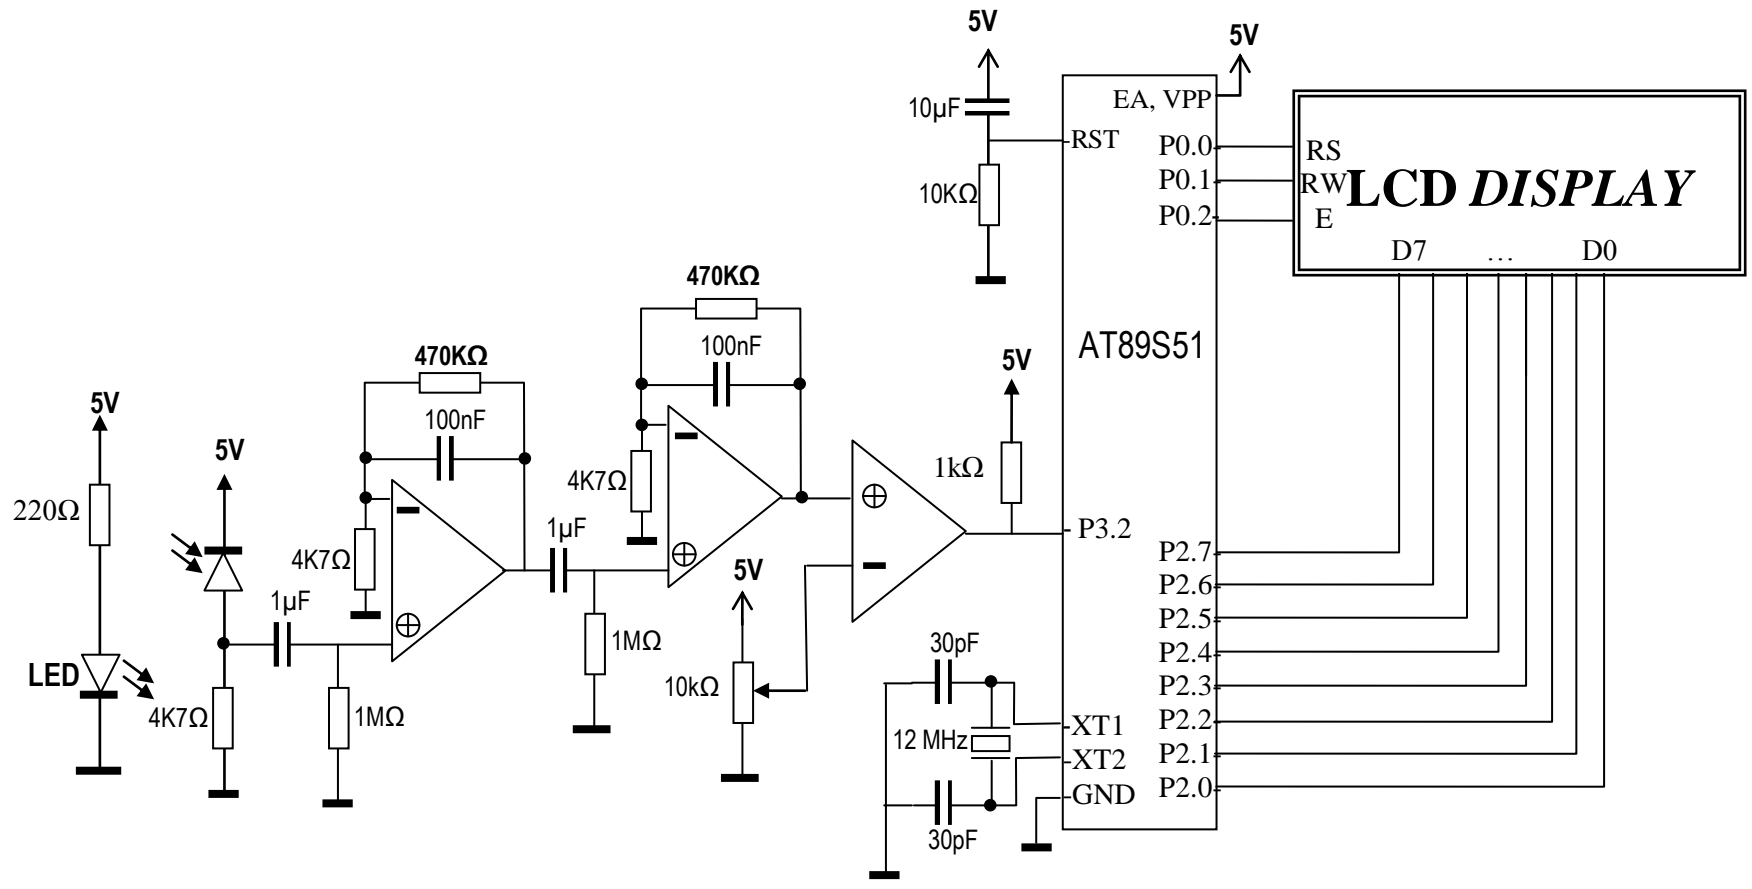 5V
5V
10µF
EA, VPP
RST
P0.0
RS
10KΩ
P0.1
RW
LCD DISPLAY
P0.2
E
D7 ... D0
470KΩ
100nF
AT89S51
470KΩ
5V
100nF
5V
5V
4K7Ω
1kΩ
220Ω
1µF
P3.2
4K7Ω
P2.7
5V
P2.6
1µF
P2.5
LED
1MΩ
30pF
P2.4
10kΩ
P2.3
4K7Ω
1MΩ
P2.2
XT1
12 MHz
P2.1
XT2
P2.0
GND
30pF